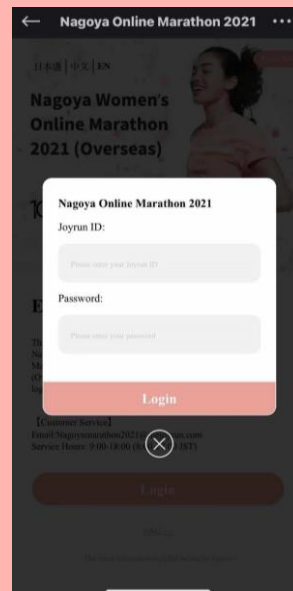 ← Nagoya Online Marathon 2021 ···
日本語 | 中文 | EN
Nagoya Women's
Online Marathon
2021 (Overseas)
Nagoya Online Marathon 2021
Joyrun ID:
Please enter your Joyrun ID
Password:
Please enter your password
Login
【Customer Service】
Service Hours: 9:00-18:00
Login